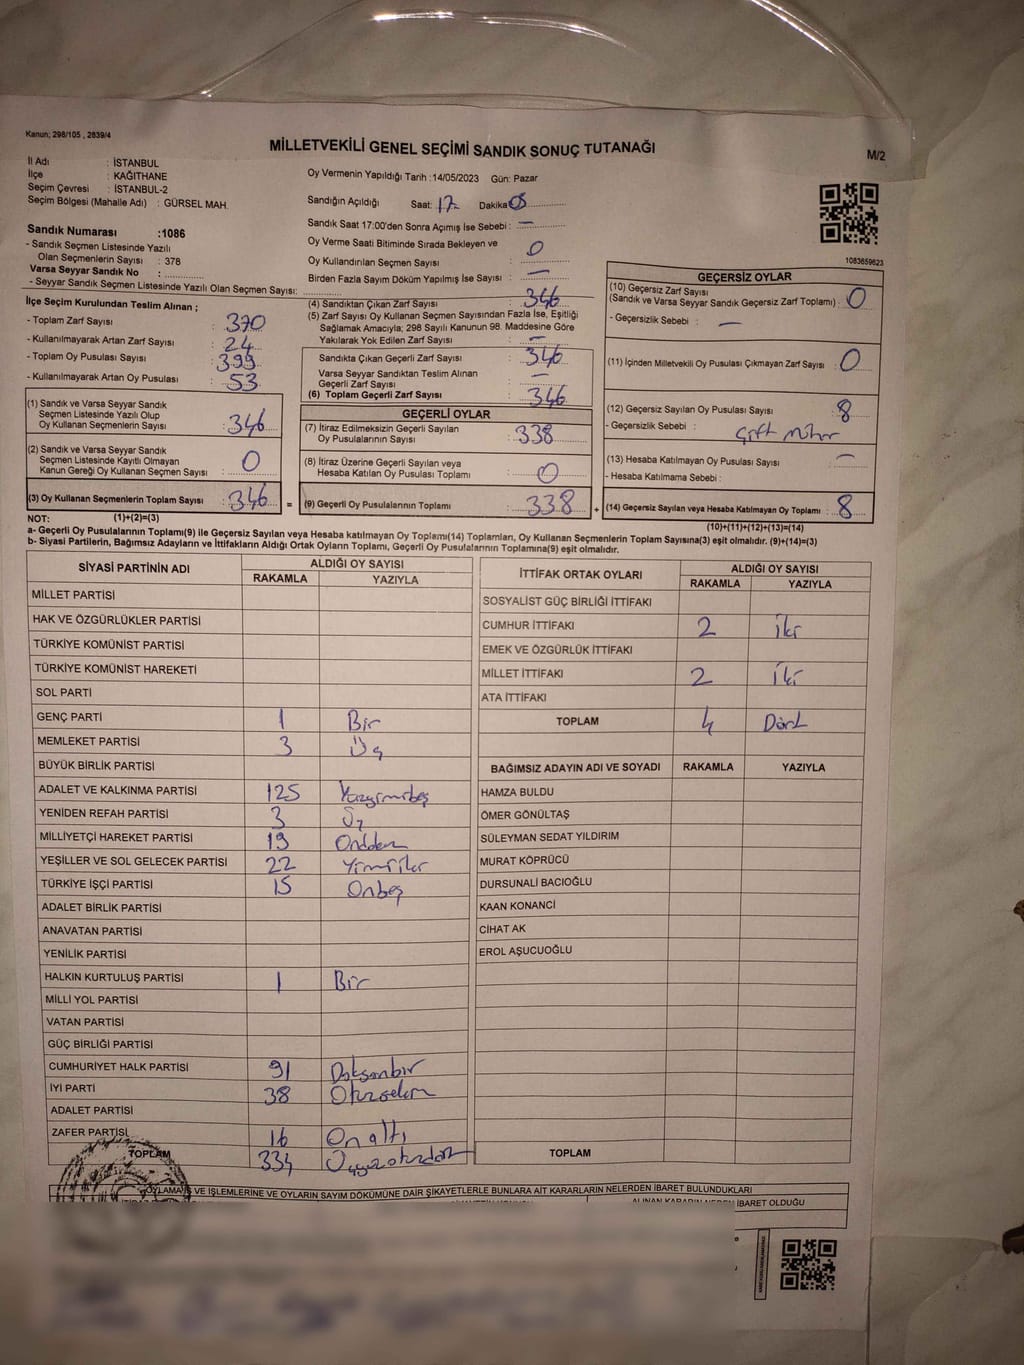 Kanun; 298/105 , 2839/4
MİLLETVEKİLİ GENEL SEÇİMİ SANDIK SONUÇ TUTANAĞI
M/2
İl Adı : İSTANBUL
İlçe : KAĞITHANE
Seçim Çevresi : İSTANBUL-2
Seçim Bölgesi (Mahalle Adı) : GÜRSEL MAH.
Oy Vermenin Yapıldığı Tarih :14/05/2023 Gün: Pazar
Sandığın Açıldığı Saat: 17 Dakika 05
Sandık Saat 17:00'den Sonra Açımış İse Sebebi : —
Oy Verme Saati Bitiminde Sırada Bekleyen ve
Oy Kullandırılan Seçmen Sayısı : 0
Birden Fazla Sayım Döküm Yapılmış İse Sayısı : —
1083659623
Sandık Numarası :1086
- Sandık Seçmen Listesinde Yazılı
Olan Seçmenlerin Sayısı : 378
Varsa Seyyar Sandık No :
- Seyyar Sandık Seçmen Listesinde Yazılı Olan Seçmen Sayısı:
İlçe Seçim Kurulundan Teslim Alınan ;
- Toplam Zarf Sayısı : 370
- Kullanılmayarak Artan Zarf Sayısı : 24
- Toplam Oy Pusulası Sayısı : 399
- Kullanılmayarak Artan Oy Pusulası : 53
(1) Sandık ve Varsa Seyyar Sandık
Seçmen Listesinde Yazılı Olup
Oy Kullanan Seçmenlerin Sayısı : 346
(2) Sandık ve Varsa Seyyar Sandık
Seçmen Listesinde Kayıtlı Olmayan
Kanun Gereği Oy Kullanan Seçmen Sayısı : 0
(3) Oy Kullanan Seçmenlerin Toplam Sayısı : 346 =
(1)+(2)=(3)
(4) Sandıktan Çıkan Zarf Sayısı : 346
(5) Zarf Sayısı Oy Kullanan Seçmen Sayısından Fazla İse, Eşitliği
Sağlamak Amacıyla; 298 Sayılı Kanunun 98. Maddesine Göre
Yakılarak Yok Edilen Zarf Sayısı : —
Sandıkta Çıkan Geçerli Zarf Sayısı : 346
Varsa Seyyar Sandıktan Teslim Alınan
Geçerli Zarf Sayısı : —
(6) Toplam Geçerli Zarf Sayısı : 346
GEÇERLİ OYLAR
(7) İtiraz Edilmeksizin Geçerli Sayılan
Oy Pusulalarının Sayısı : 338
(8) İtiraz Üzerine Geçerli Sayılan veya
Hesaba Katılan Oy Pusulası Toplamı : 0
(9) Geçerli Oy Pusulalarının Toplamı : 338 +
GEÇERSİZ OYLAR
(10) Geçersiz Zarf Sayısı
(Sandık ve Varsa Seyyar Sandık Geçersiz Zarf Toplamı) : 0
- Geçersizlik Sebebi : —
(11) İçinden Milletvekili Oy Pusulası Çıkmayan Zarf Sayısı : 0
(12) Geçersiz Sayılan Oy Pusulası Sayısı : 8
- Geçersizlik Sebebi : Çift Mühür
(13) Hesaba Katılmayan Oy Pusulası Sayısı : —
- Hesaba Katılmama Sebebi :
(14) Geçersiz Sayılan veya Hesaba Katılmayan Oy Toplamı : 8
(10)+(11)+(12)+(13)=(14)
NOT:
a- Geçerli Oy Pusulalarının Toplamı(9) ile Geçersiz Sayılan veya Hesaba katılmayan Oy Toplamı(14) Toplamları, Oy Kullanan Seçmenlerin Toplam Sayısına(3) eşit olmalıdır. (9)+(14)=(3)
b- Siyasi Partilerin, Bağımsız Adayların ve İttifakların Aldığı Ortak Oyların Toplamı, Geçerli Oy Pusulalarının Toplamına(9) eşit olmalıdır.
SİYASİ PARTİNİN ADI ALDIĞI OY SAYISI
RAKAMLA YAZIYLA
MİLLET PARTİSİ
HAK VE ÖZGÜRLÜKLER PARTİSİ
TÜRKİYE KOMÜNİST PARTİSİ
TÜRKİYE KOMÜNİST HAREKETİ
SOL PARTİ
GENÇ PARTİ 1 Bir
MEMLEKET PARTİSİ 3 Üç
BÜYÜK BİRLİK PARTİSİ
ADALET VE KALKINMA PARTİSİ 125 Yüzyirmibeş
YENİDEN REFAH PARTİSİ 3 Üç
MİLLİYETÇİ HAREKET PARTİSİ 19
YEŞİLLER VE SOL GELECEK PARTİSİ 22 Yirmiiki
TÜRKİYE İŞÇİ PARTİSİ 15 Onbeş
ADALET BİRLİK PARTİSİ
ANAVATAN PARTİSİ
YENİLİK PARTİSİ
HALKIN KURTULUŞ PARTİSİ 1 Bir
MİLLİ YOL PARTİSİ
VATAN PARTİSİ
GÜÇ BİRLİĞİ PARTİSİ
CUMHURİYET HALK PARTİSİ 91 Doksanbir
İYİ PARTİ 38 Otuzsekiz
ADALET PARTİSİ
ZAFER PARTİSİ 16 On altı
TOPLAM 334 Üçyüzotuzdört
İTTİFAK ORTAK OYLARI ALDIĞI OY SAYISI
RAKAMLA YAZIYLA
SOSYALİST GÜÇ BİRLİĞİ İTTİFAKI
CUMHUR İTTİFAKI 2 İki
EMEK VE ÖZGÜRLÜK İTTİFAKI
MİLLET İTTİFAKI 2 İki
ATA İTTİFAKI
TOPLAM 4 Dört
BAĞIMSIZ ADAYIN ADI VE SOYADI RAKAMLA YAZIYLA
HAMZA BULDU
ÖMER GÖNÜLTAŞ
SÜLEYMAN SEDAT YILDIRIM
MURAT KÖPRÜCÜ
DURSUNALİ BACIOĞLU
KAAN KONANCİ
CİHAT AK
EROL AŞUCUOĞLU
TOPLAM
OYLAMA İŞ VE İŞLEMLERİNE VE OYLARIN SAYIM DÖKÜMÜNE DAİR ŞİKAYETLERLE BUNLARA AİT KARARLARIN NELERDEN İBARET BULUNDUKLARI
ALINAN KARARIN NEDEN İBARET OLDUĞU